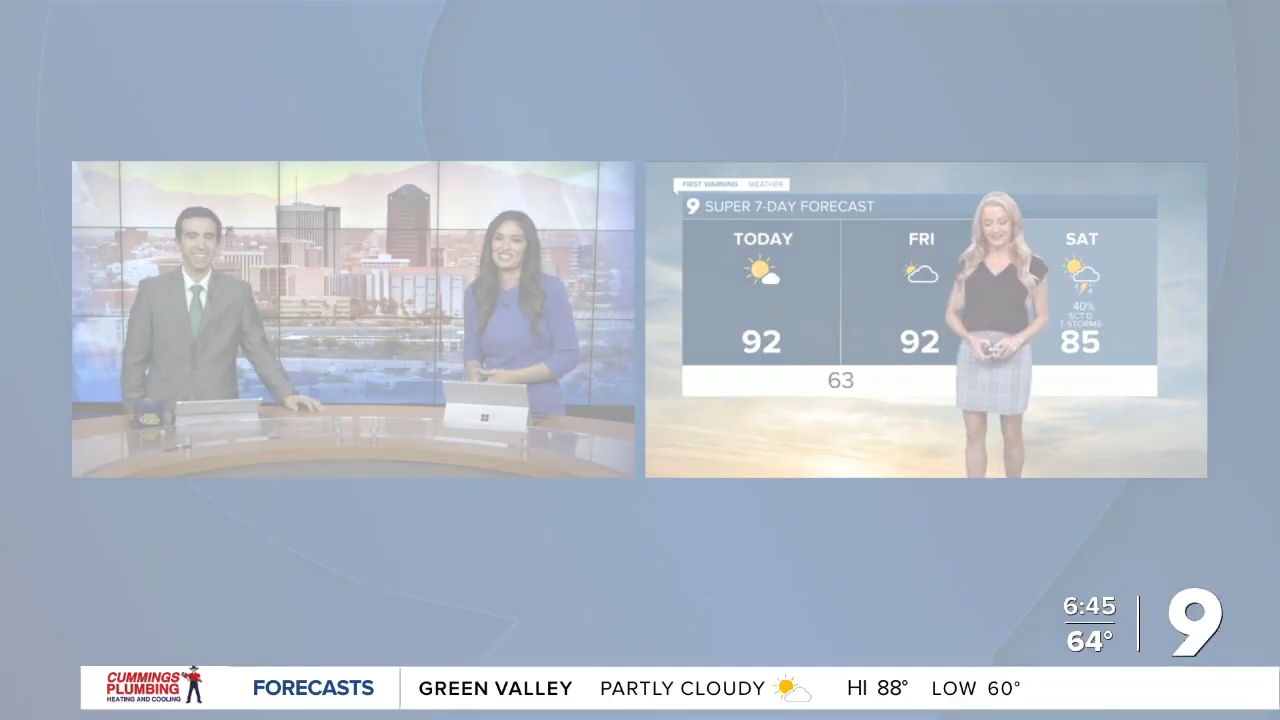 FIRST WARNING WEATHER
9 SUPER 7-DAY FORECAST
TODAY FRI SAT
40%
SCT'D
T-STORMS
92 92 85
63
6:45
64°
9
CUMMINGS
PLUMBING
HEATING AND COOLING
FORECASTS GREEN VALLEY PARTLY CLOUDY HI 88° LOW 60°